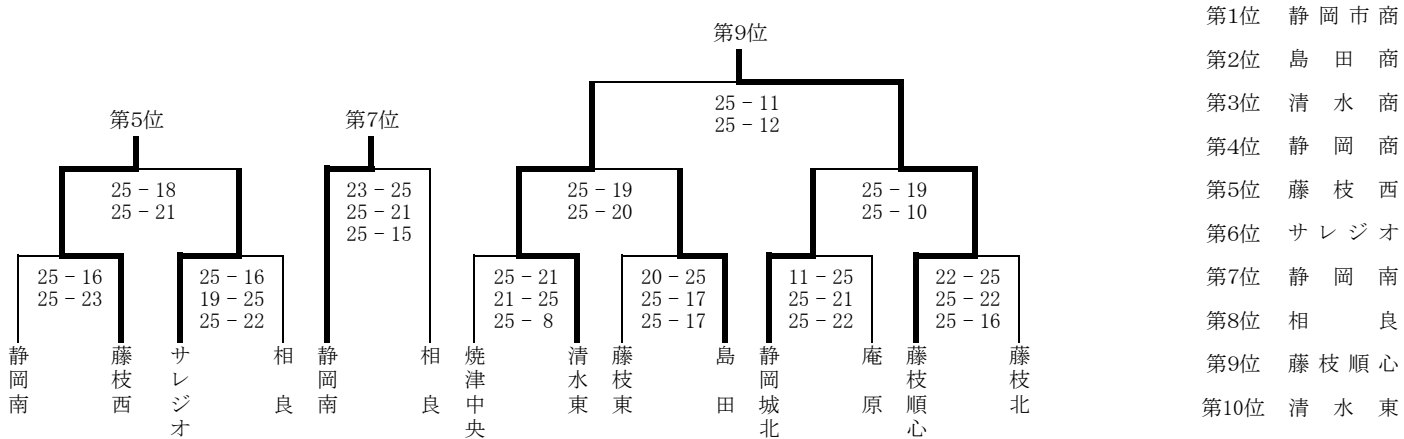 第9位
25 − 11
25 − 12
第5位
第7位
25 − 18
25 − 21
23 − 25
25 − 21
25 − 15
25 − 19
25 − 20
25 − 19
25 − 10
25 − 16
25 − 23
25 − 16
19 − 25
25 − 22
25 − 21
21 − 25
25 − 8
20 − 25
25 − 17
25 − 17
11 − 25
25 − 21
25 − 22
22 − 25
25 − 22
25 − 16
静岡南
藤枝西
サレジオ
相良
静岡南
相良
焼津中央
清水東
藤枝東
島田
静岡城北
庵原
藤枝順心
藤枝北
第1位 静岡市商
第2位 島田商
第3位 清水商
第4位 静岡商
第5位 藤枝西
第6位 サレジオ
第7位 静岡南
第8位 相良
第9位 藤枝順心
第10位 清水東